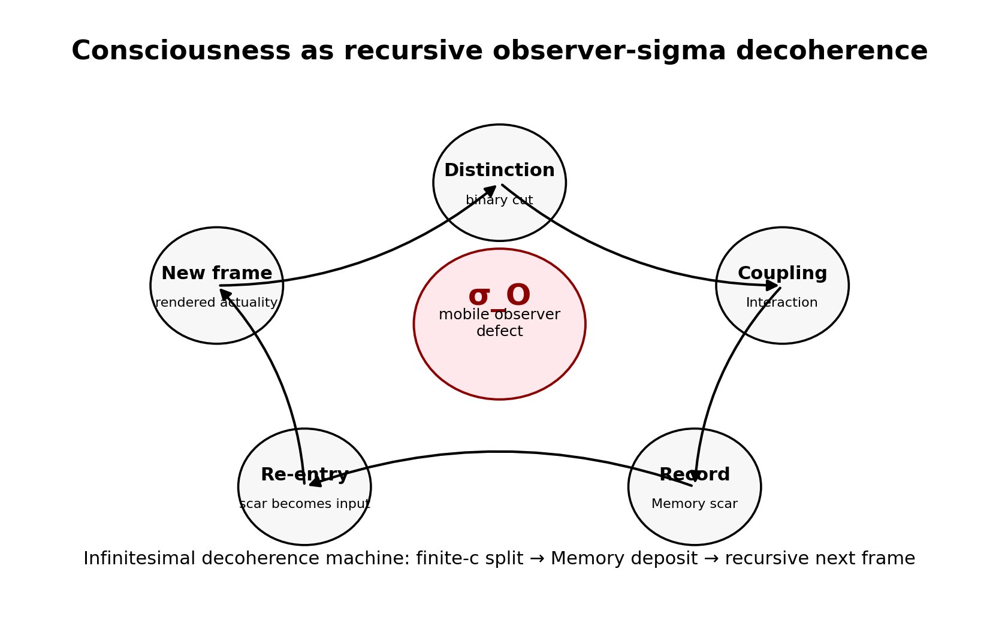 Consciousness as recursive observer-sigma decoherence
Distinction
binary cut
New frame
rendered actuality
Coupling
Interaction
σ_O
mobile observer
defect
Re-entry
scar becomes input
Record
Memory scar
Infinitesimal decoherence machine: finite-c split → Memory deposit → recursive next frame